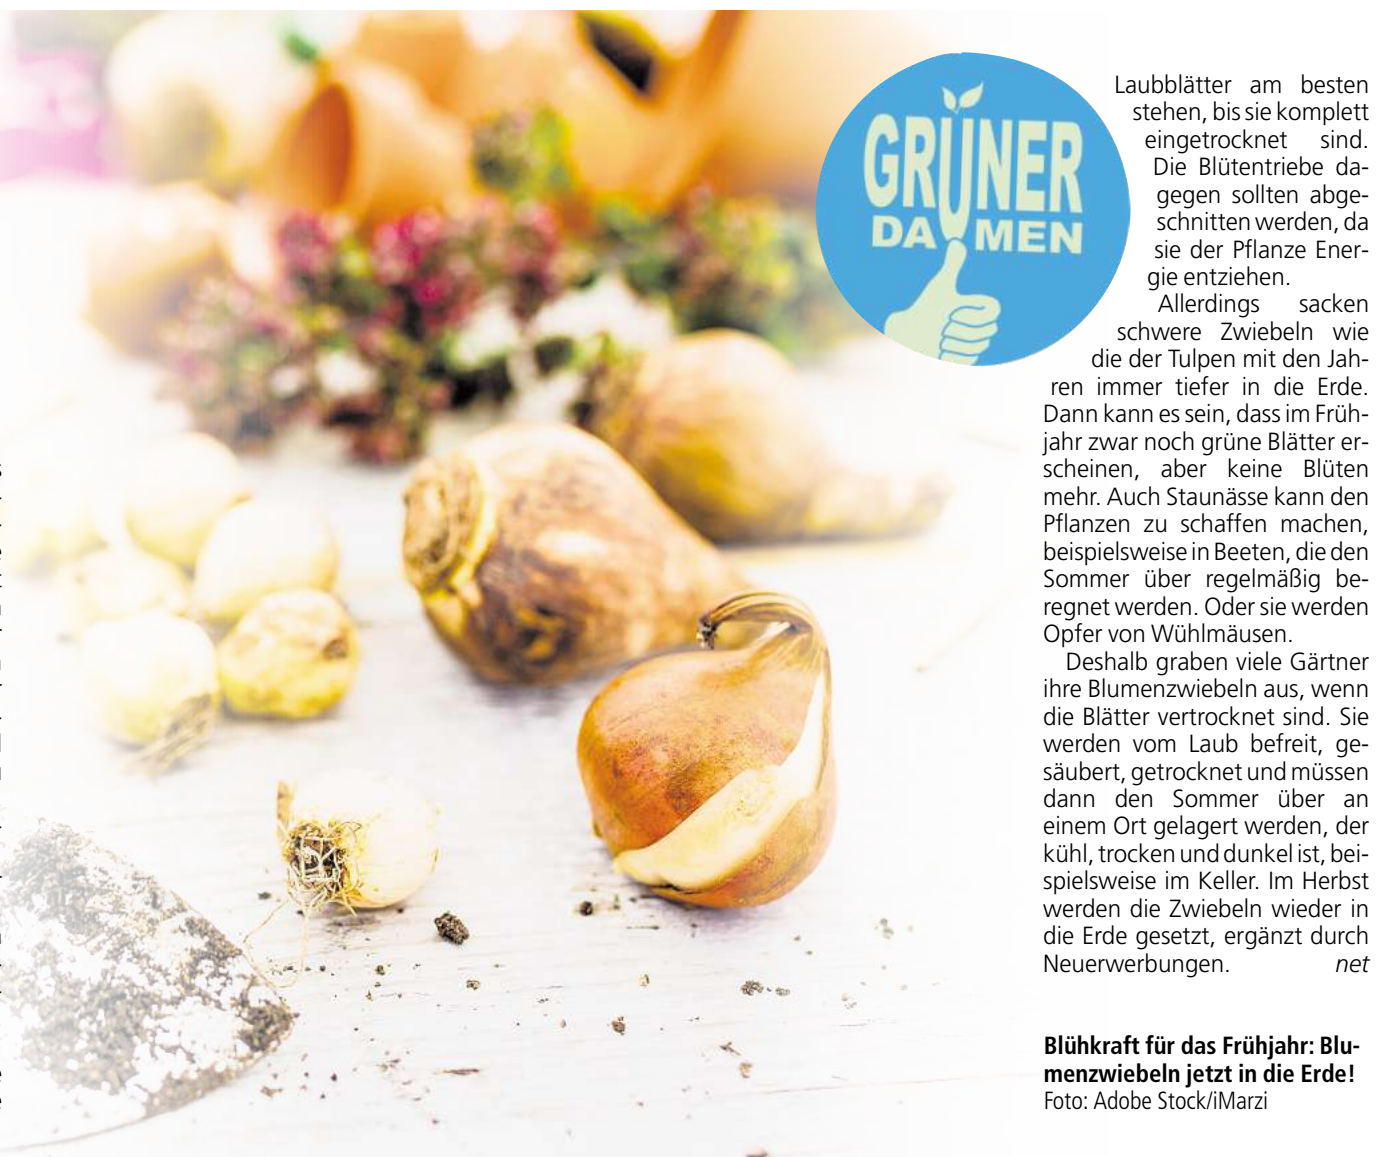 GRÜNER
DAUMEN
Laubblätter am besten
stehen, bis sie komplett
eingetrocknet sind.
Die Blütentriebe da-
gegen sollten abge-
schnitten werden, da
sie der Pflanze Ener-
gie entziehen.
Allerdings sacken
schwere Zwiebeln wie
die der Tulpen mit den Jah-
ren immer tiefer in die Erde.
Dann kann es sein, dass im Früh-
jahr zwar noch grüne Blätter er-
scheinen, aber keine Blüten
mehr. Auch Staunässe kann den
Pflanzen zu schaffen machen,
beispielsweise in Beeten, die den
Sommer über regelmäßig be-
regnet werden. Oder sie werden
Opfer von Wühlmäusen.
Deshalb graben viele Gärtner
ihre Blumenzwiebeln aus, wenn
die Blätter vertrocknet sind. Sie
werden vom Laub befreit, ge-
säubert, getrocknet und müssen
dann den Sommer über an
einem Ort gelagert werden, der
kühl, trocken und dunkel ist, bei-
spielsweise im Keller. Im Herbst
werden die Zwiebeln wieder in
die Erde gesetzt, ergänzt durch
Neuerwerbungen. net
Blühkraft für das Frühjahr: Blu-
menzwiebeln jetzt in die Erde!
Foto: Adobe Stock/iMarzi